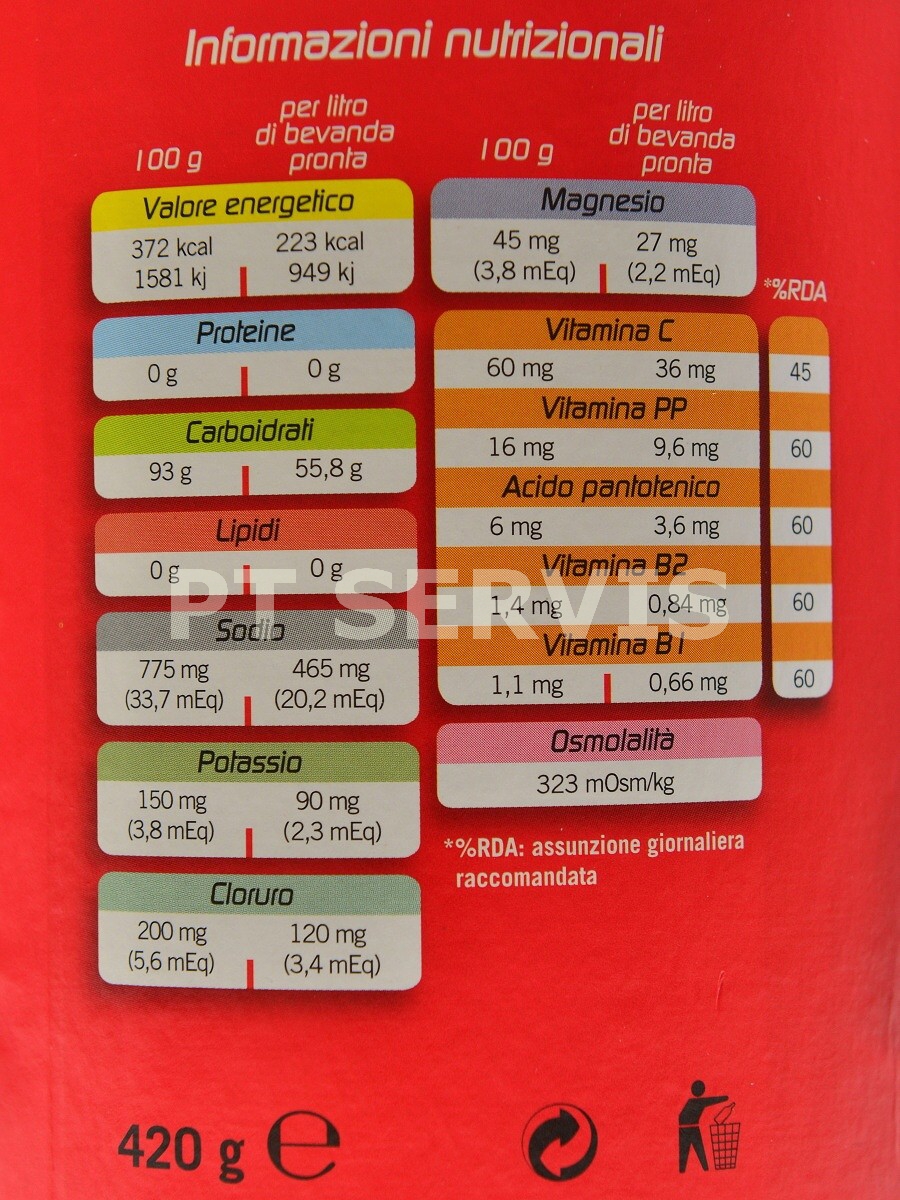 Informazioni nutrizionali
100 g
per litro
di bevanda
pronta
Valore energetico
372 kcal 223 kcal
1581 kj 949 kj
Proteine
0 g 0 g
Carboidrati
93 g 55,8 g
Lipidi
0 g 0 g
Sodio
775 mg 465 mg
(33,7 mEq) (20,2 mEq)
Potassio
150 mg 90 mg
(3,8 mEq) (2,3 mEq)
Cloruro
200 mg 120 mg
(5,6 mEq) (3,4 mEq)
100 g
per litro
di bevanda
pronta
Magnesio
45 mg 27 mg
(3,8 mEq) (2,2 mEq)
*%RDA
Vitamina C
60 mg 36 mg 45
Vitamina PP
16 mg 9,6 mg 60
Acido pantotenico
6 mg 3,6 mg 60
Vitamina B2
1,4 mg 0,84 mg 60
Vitamina B1
1,1 mg 0,66 mg 60
Osmolalità
323 mOsm/kg
*%RDA: assunzione giornaliera
raccomandata
PT SERVIS
420 g e